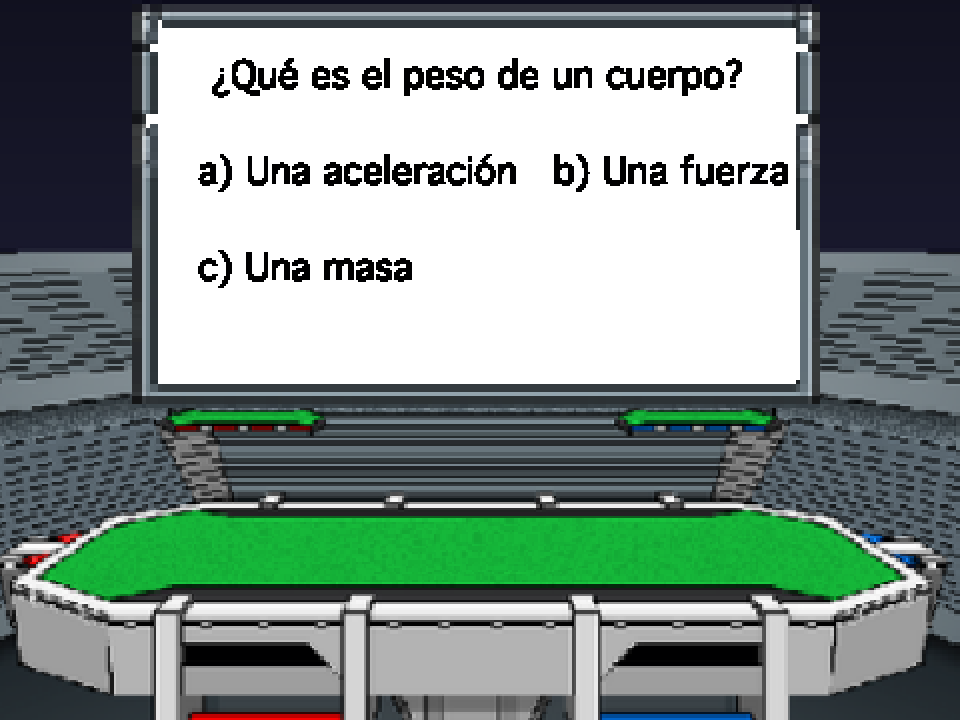 ¿Qué es el peso de un cuerpo?
a) Una aceleración b) Una fuerza
c) Una masa